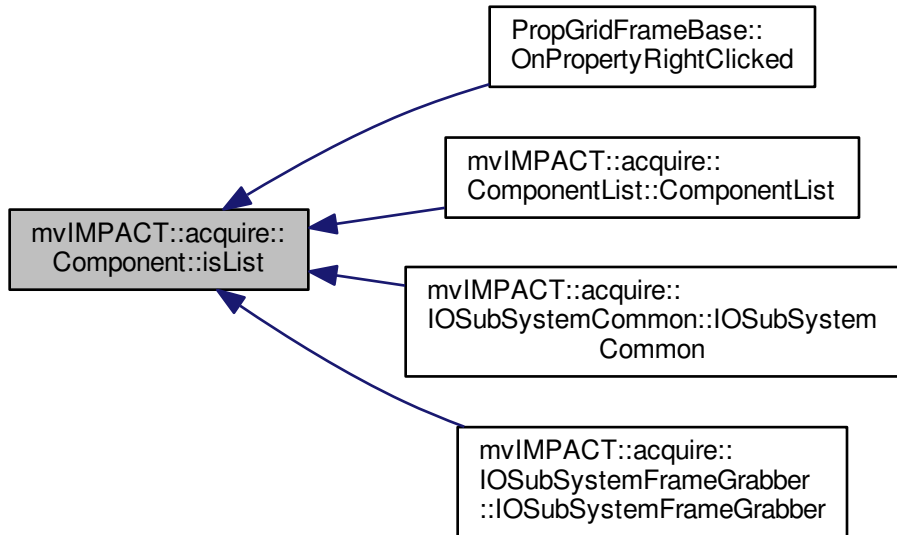 PropGridFrameBase::
OnPropertyRightClicked
mvIMPACT::acquire::
ComponentList::ComponentList
mvIMPACT::acquire::
Component::isList
mvIMPACT::acquire::
IOSubSystemCommon::IOSubSystem
Common
mvIMPACT::acquire::
IOSubSystemFrameGrabber
::IOSubSystemFrameGrabber